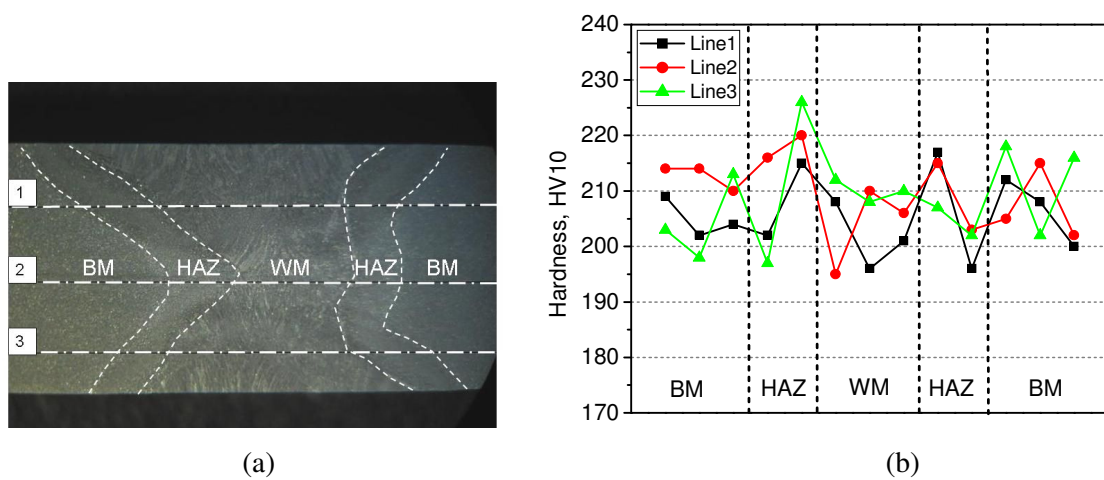 1
2
3
BM HAZ WM HAZ BM
(a)
Hardness, HV10
240
230
220
210
200
190
180
170
Line1
Line2
Line3
BM HAZ WM HAZ BM
(b)